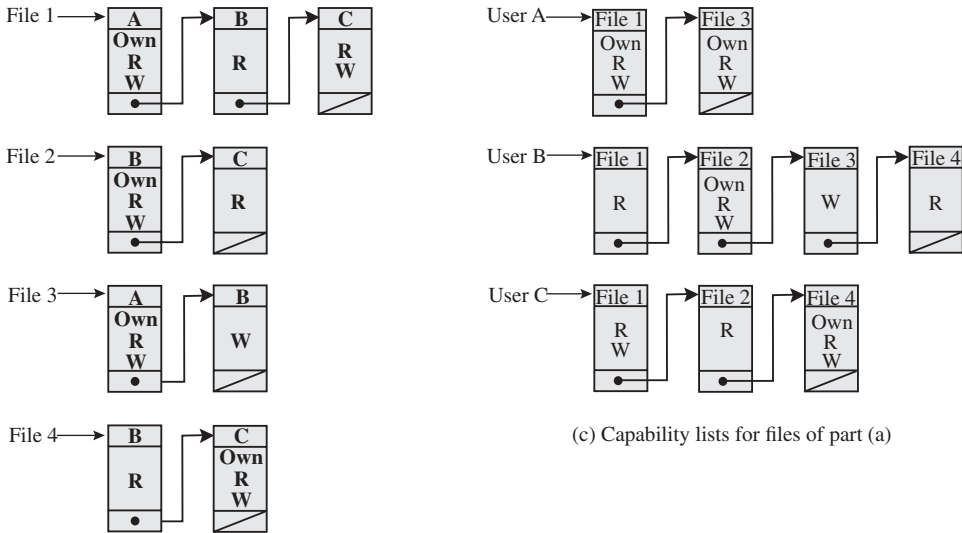 File 1
A
Own
R
W
B
R
C
R
W
File 2
B
Own
R
W
C
R
File 3
A
Own
R
W
B
W
File 4
B
R
C
Own
R
W
User A
File 1
Own
R
W
File 3
Own
R
W
User B
File 1
R
File 2
Own
R
W
File 3
W
File 4
R
User C
File 1
R
W
File 2
R
File 4
Own
R
W
(c) Capability lists for files of part (a)